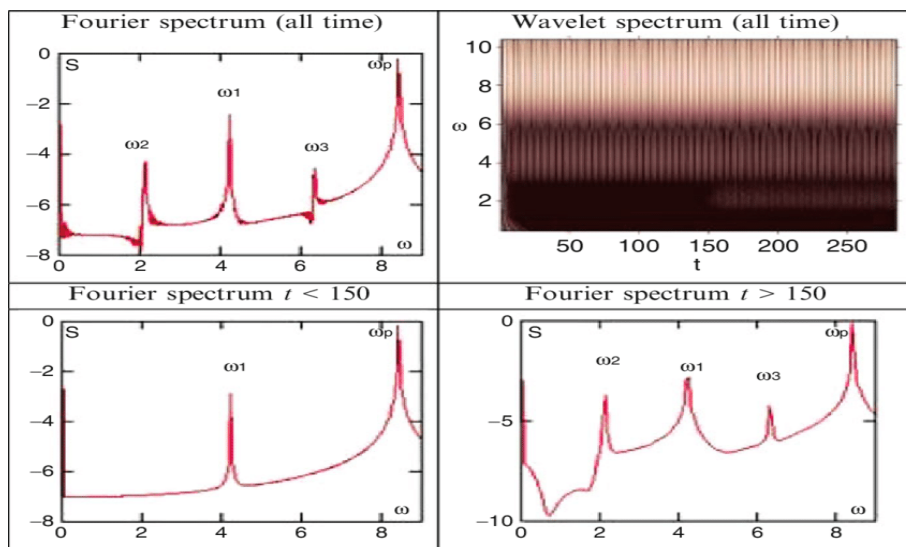 Fourier spectrum (all time)
Wavelet spectrum (all time)
0
-2
-4
-6
-8
S
ω2
ω1
ω3
ωp
ω
0
2
4
6
8
10
8
6
4
2
ω
50
100
150
200
250
t
Fourier spectrum t < 150
Fourier spectrum t > 150
0
-2
-4
-6
-8
S
ω1
ωp
ω
0
2
4
6
8
0
-5
-10
S
ω2
ω1
ω3
ωp
ω
0
2
4
6
8